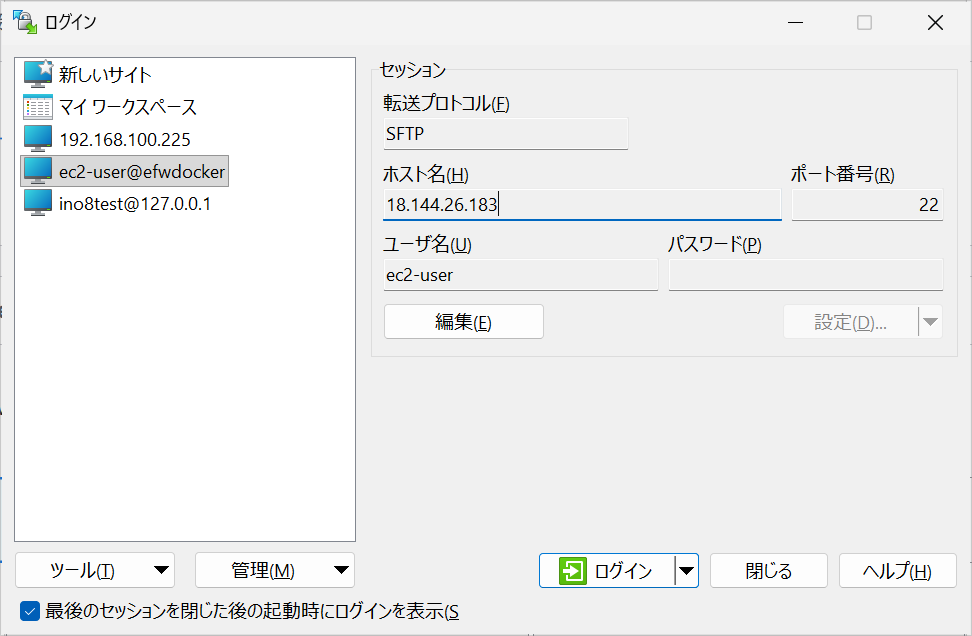 ログイン
新しいサイト
マイ ワークスペース
192.168.100.225
ec2-user@efwdocker
ino8test@127.0.0.1
セッション
転送プロトコル(F)
SFTP
ホスト名(H)
ポート番号(R)
18.144.26.183
22
ユーザ名(U)
パスワード(P)
ec2-user
編集(E)
設定(D)...
ツール(T)
管理(M)
ログイン
閉じる
ヘルプ(H)
最後のセッションを閉じた後の起動時にログインを表示(S